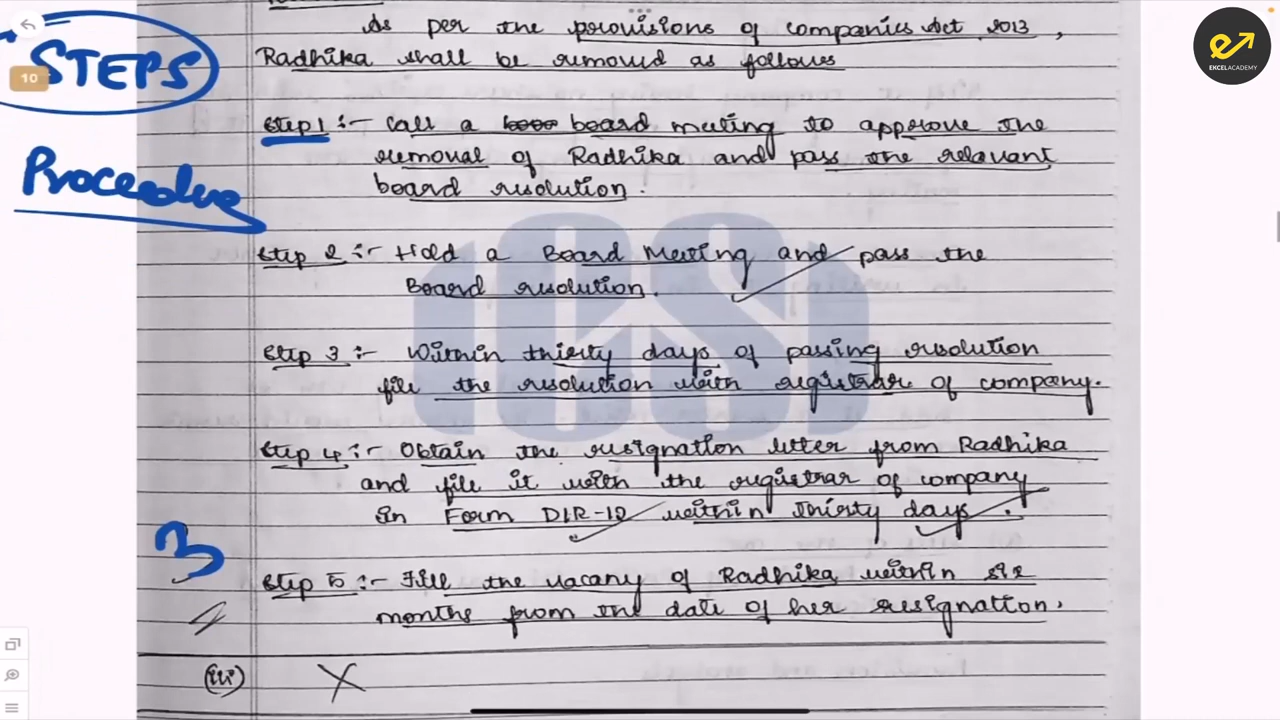 As per the provisions of companies Act 2013,
Radhika shall be removed as follows
STEPS
10
EXCELACADEMY
Step 1 :- Call a board meeting to approve the
removal of Radhika and pass the relevant
board resolution.
Procedure
Step 2 :- Hold a Board Meeting and pass the
Board resolution.
ICSI
Step 3 :- Within thirty days of passing resolution
file the resolution with registrar of company.
Step 4 :- Obtain the resignation letter from Radhika
and file it with the registrar of company
in Form DIR-12 within thirty days.
3
4
Step 5 :- Fill the vacany of Radhika within six
months from the date of her resignation.
(iii) X